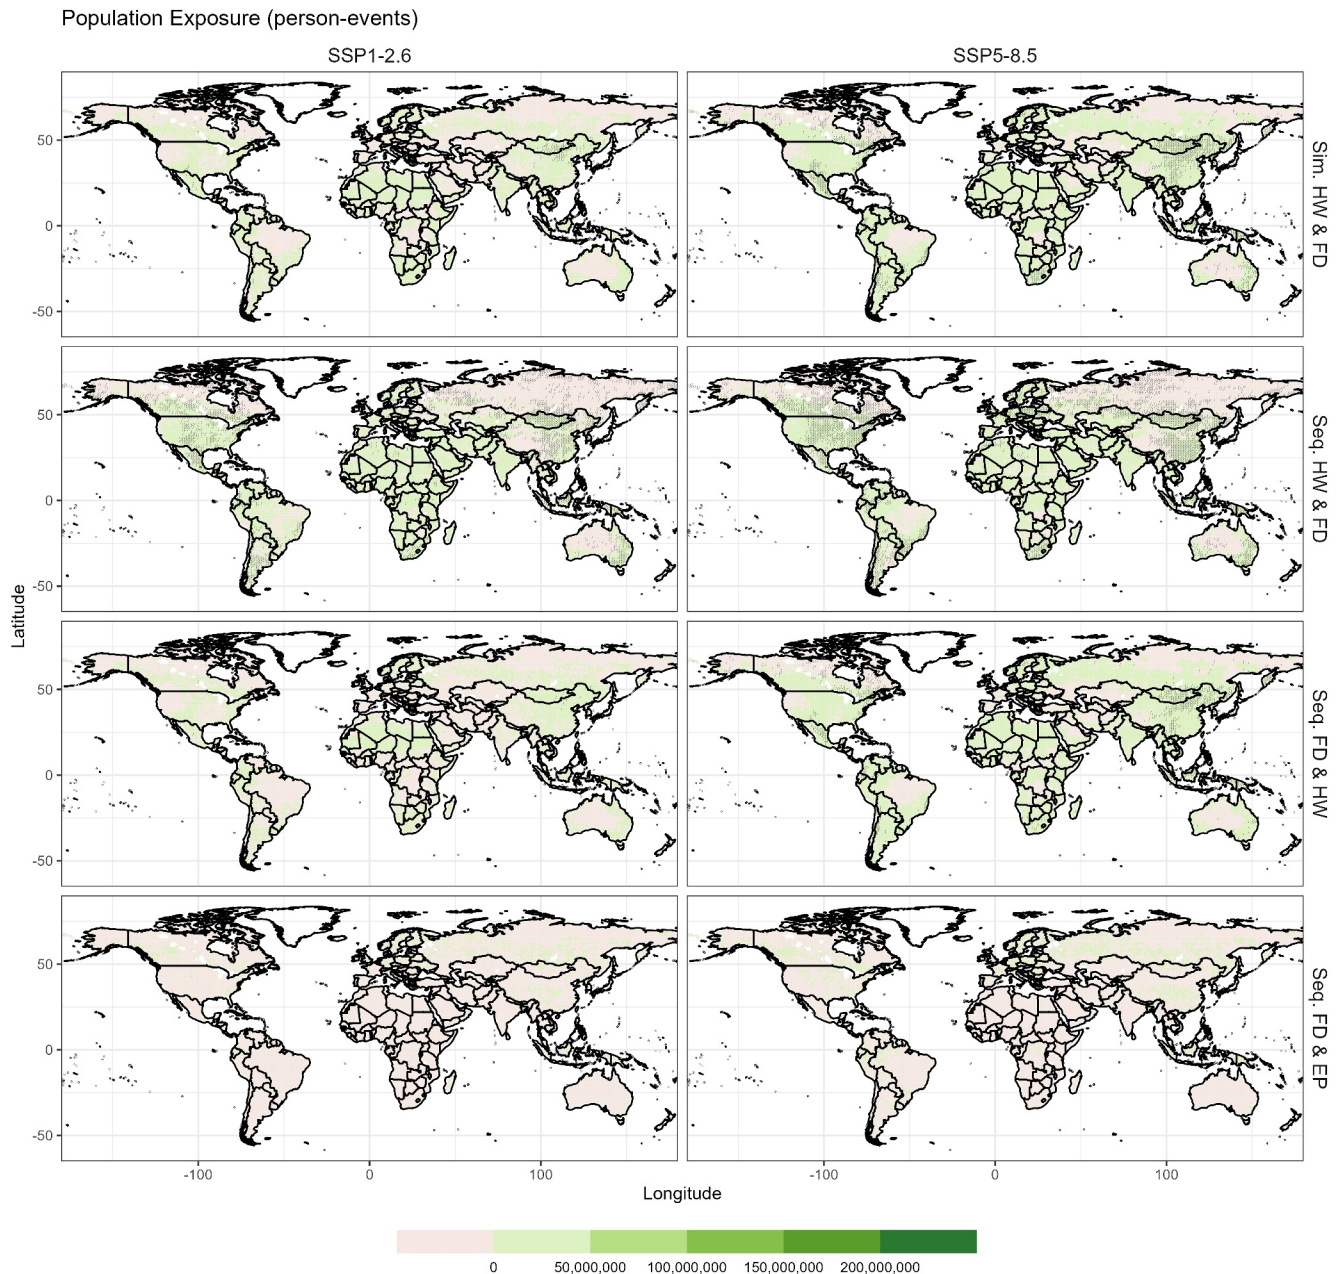 Population Exposure (person-events)
SSP1-2.6
SSP5-8.5
50
0
-50
Sim. HW & FD
50
0
-50
Seq. HW & FD
50
0
-50
Seq. FD & HW
50
0
-50
Seq. FD & EP
Latitude
-100
0
100
-100
0
100
Longitude
0
50,000,000
100,000,000
150,000,000
200,000,000